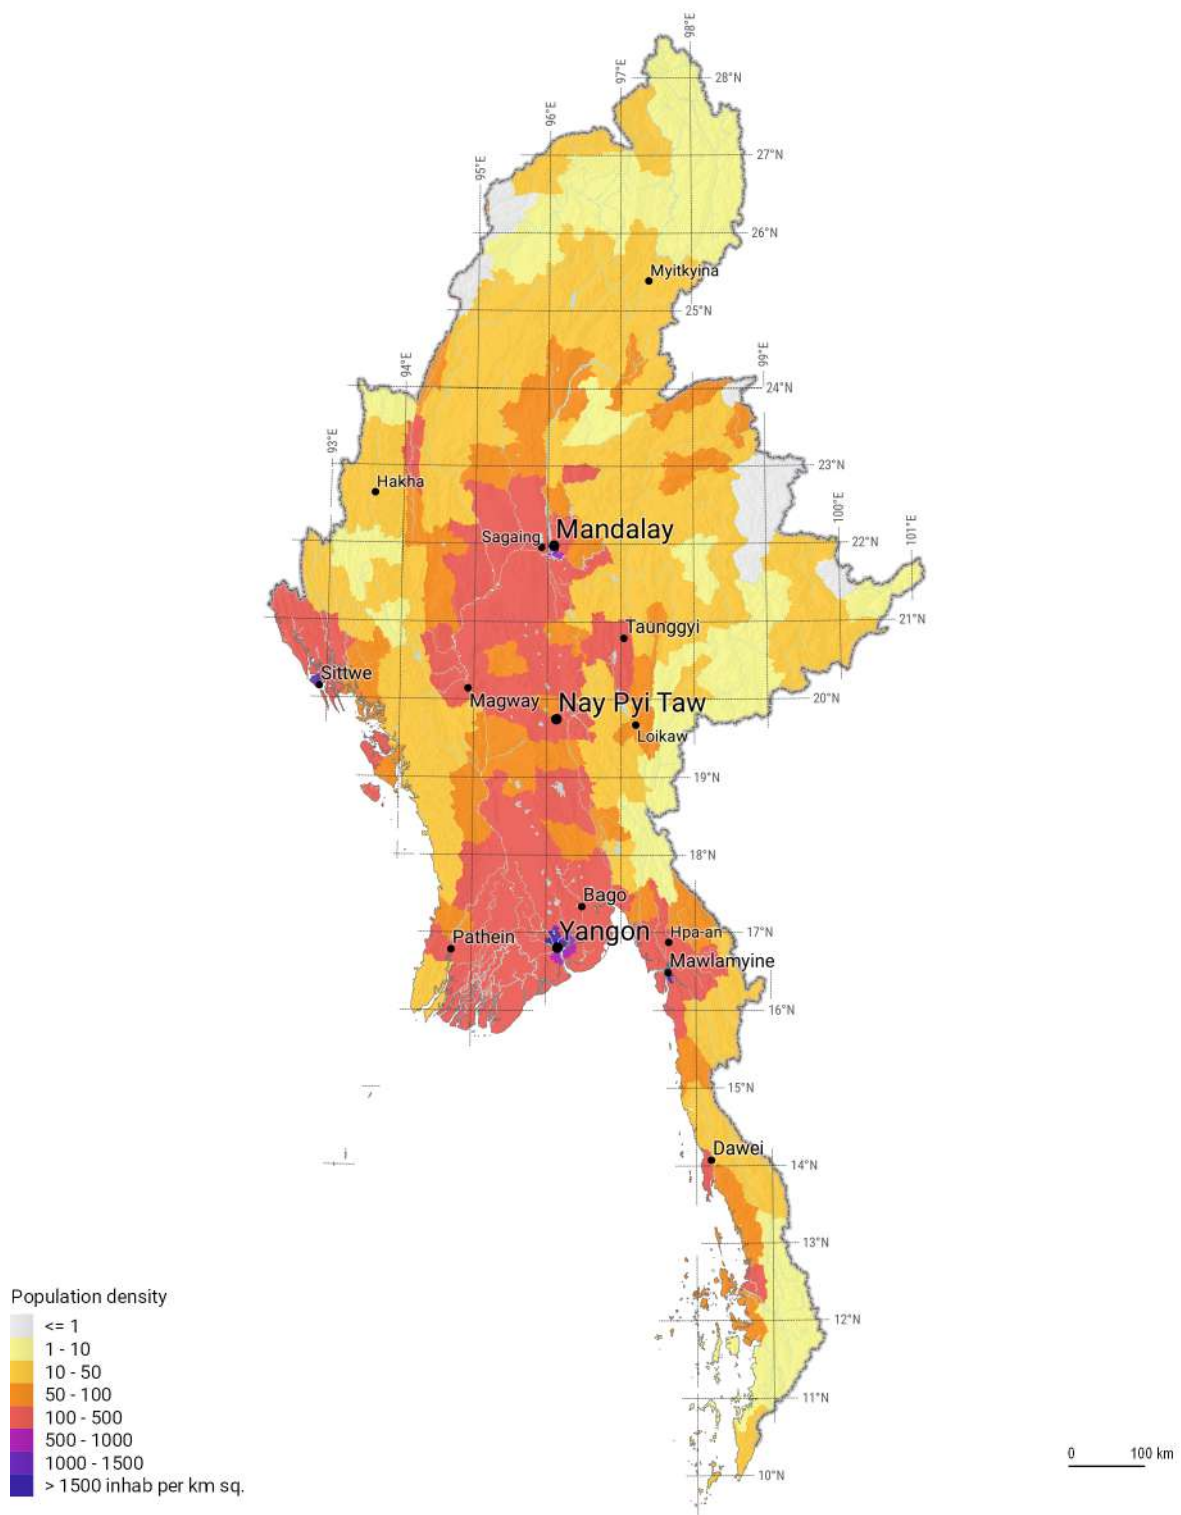 98°E
97°E
28°N
96°E
27°N
95°E
26°N
Myitkyina
25°N
94°E
99°E
24°N
93°E
23°N
Hakha
100°E
101°E
Sagaing
Mandalay
22°N
21°N
Taunggyi
Sittwe
Magway
Nay Pyi Taw
20°N
Loikaw
19°N
18°N
Bago
Pathein
Yangon
Hpa-an
17°N
Mawlamyine
16°N
15°N
Dawei
14°N
13°N
12°N
11°N
10°N
Population density
<= 1
1 - 10
10 - 50
50 - 100
100 - 500
500 - 1000
1000 - 1500
> 1500 inhab per km sq.
0 100 km